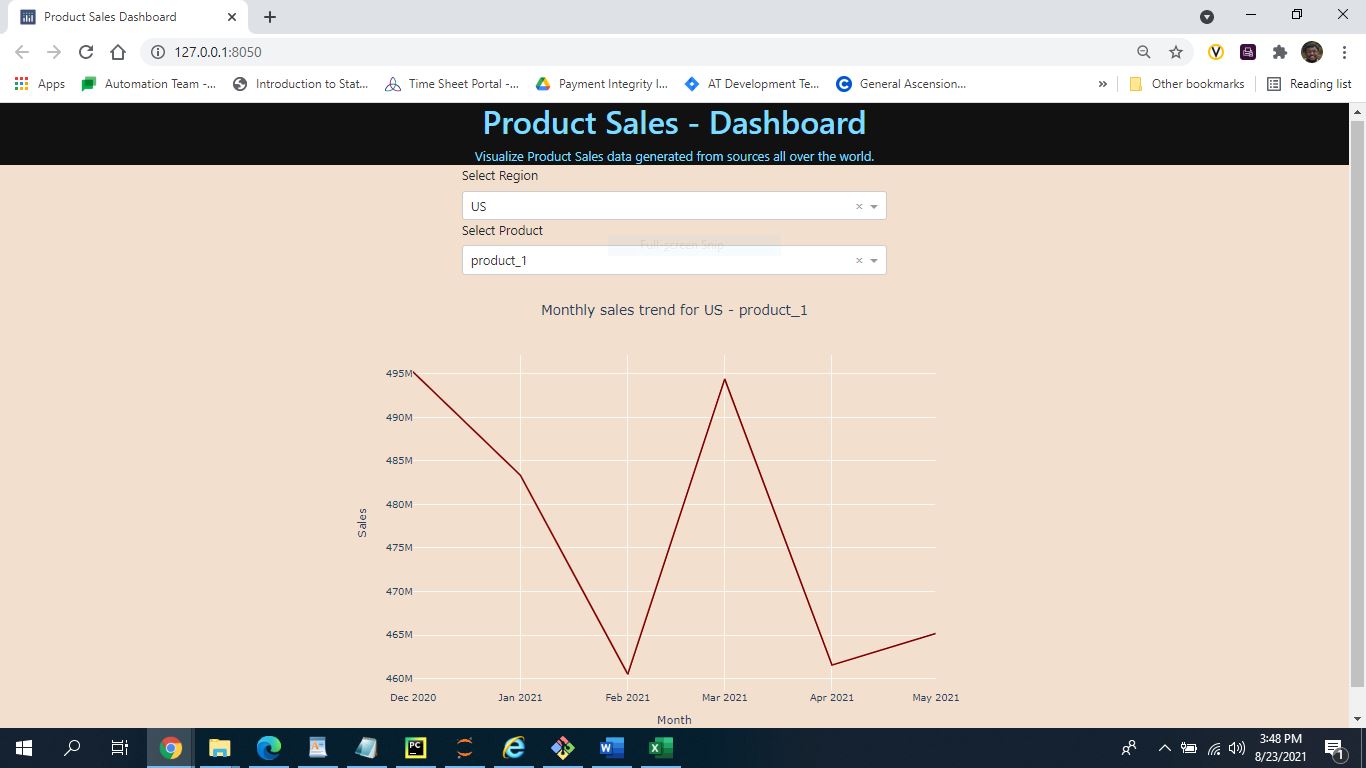 Product Sales Dashboard
127.0.0.1:8050
Apps
Automation Team -...
Introduction to Stat...
Time Sheet Portal -...
Payment Integrity I...
AT Development Te...
General Ascension...
»
Other bookmarks
Reading list
Product Sales - Dashboard
Visualize Product Sales data generated from sources all over the world.
Select Region
US
Select Product
Full-screen Snip
product_1
Monthly sales trend for US - product_1
495M
490M
485M
480M
475M
470M
465M
460M
Sales
Dec 2020
Jan 2021
Feb 2021
Mar 2021
Apr 2021
May 2021
Month
3:48 PM
8/23/2021
1